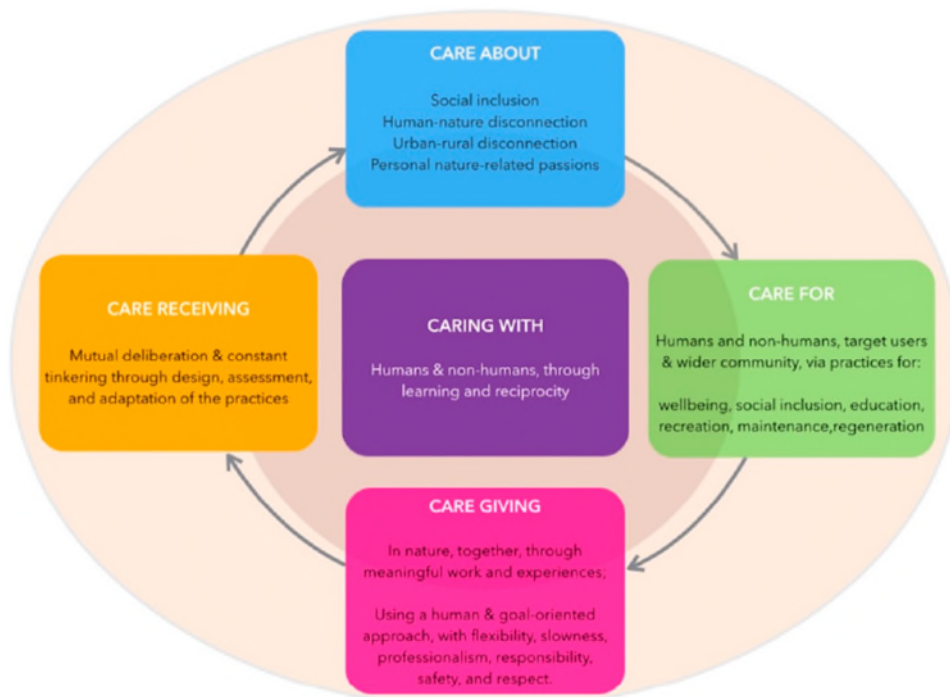 CARE ABOUT
Social inclusion
Human-nature disconnection
Urban-rural disconnection
Personal nature-related passions
CARE RECEIVING
Mutual deliberation & constant
tinkering through design, assessment,
and adaptation of the practices
CARING WITH
Humans & non-humans, through
learning and reciprocity
CARE FOR
Humans and non-humans, target users
& wider community, via practices for:
wellbeing, social inclusion, education,
recreation, maintenance,regeneration
CARE GIVING
In nature, together, through
meaningful work and experiences;
Using a human & goal-oriented
approach, with flexibility, slowness,
professionalism, responsibility,
safety, and respect.